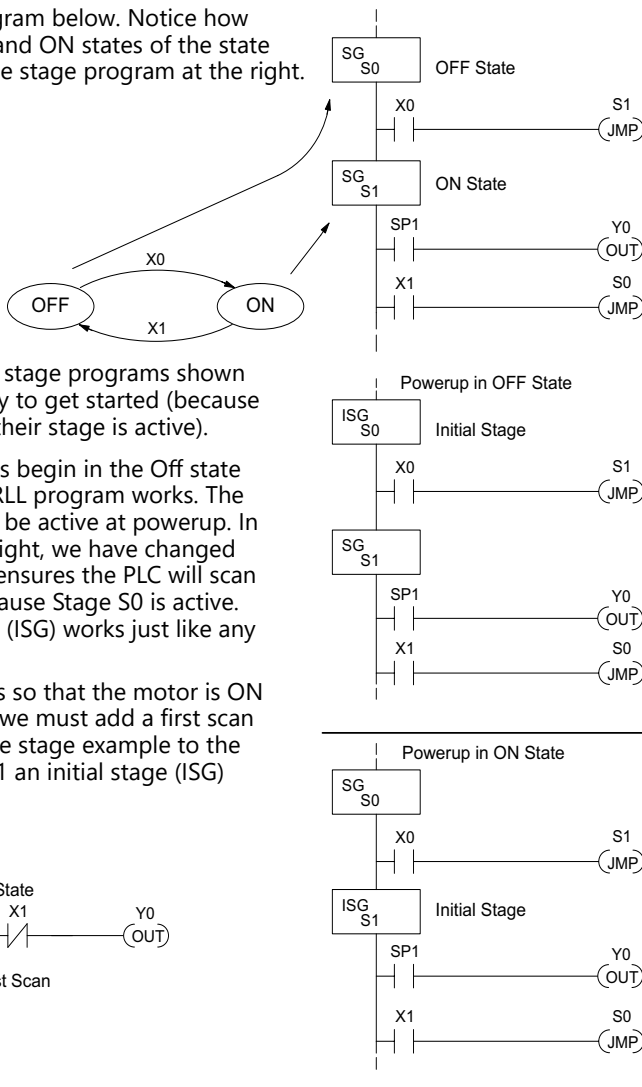 gram below. Notice how
and ON states of the state
e stage program at the right.
SG
S0
OFF State
X0
S1
JMP
SG
S1
ON State
SP1
Y0
OUT
X1
S0
JMP
X0
OFF
ON
X1
stage programs shown
y to get started (because
their stage is active).
s begin in the Off state
RLL program works. The
be active at powerup. In
ight, we have changed
ensures the PLC will scan
ause Stage S0 is active.
(ISG) works just like any
Powerup in OFF State
ISG
S0
Initial Stage
X0
S1
JMP
SG
S1
SP1
Y0
OUT
X1
S0
JMP
s so that the motor is ON
we must add a first scan
e stage example to the
1 an initial stage (ISG)
State
X1
Y0
OUT
st Scan
Powerup in ON State
SG
S0
X0
S1
JMP
ISG
S1
Initial Stage
SP1
Y0
OUT
X1
S0
JMP